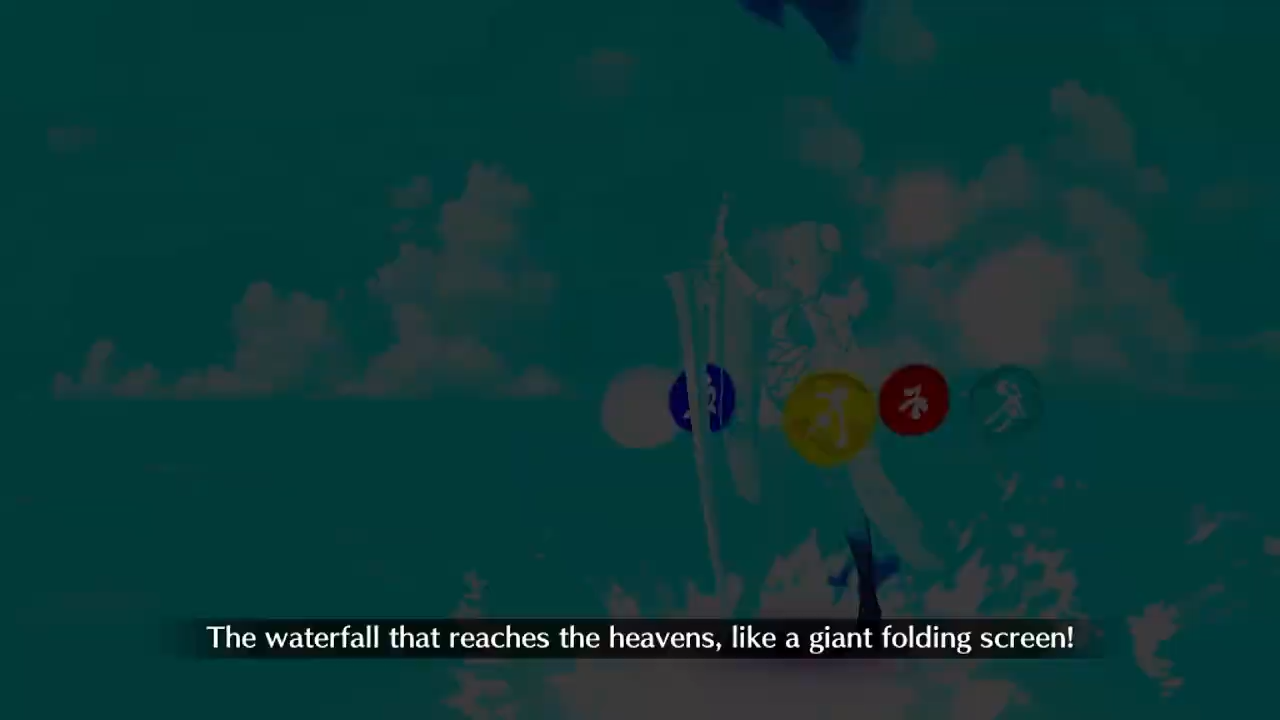 The waterfall that reaches the heavens, like a giant folding screen!